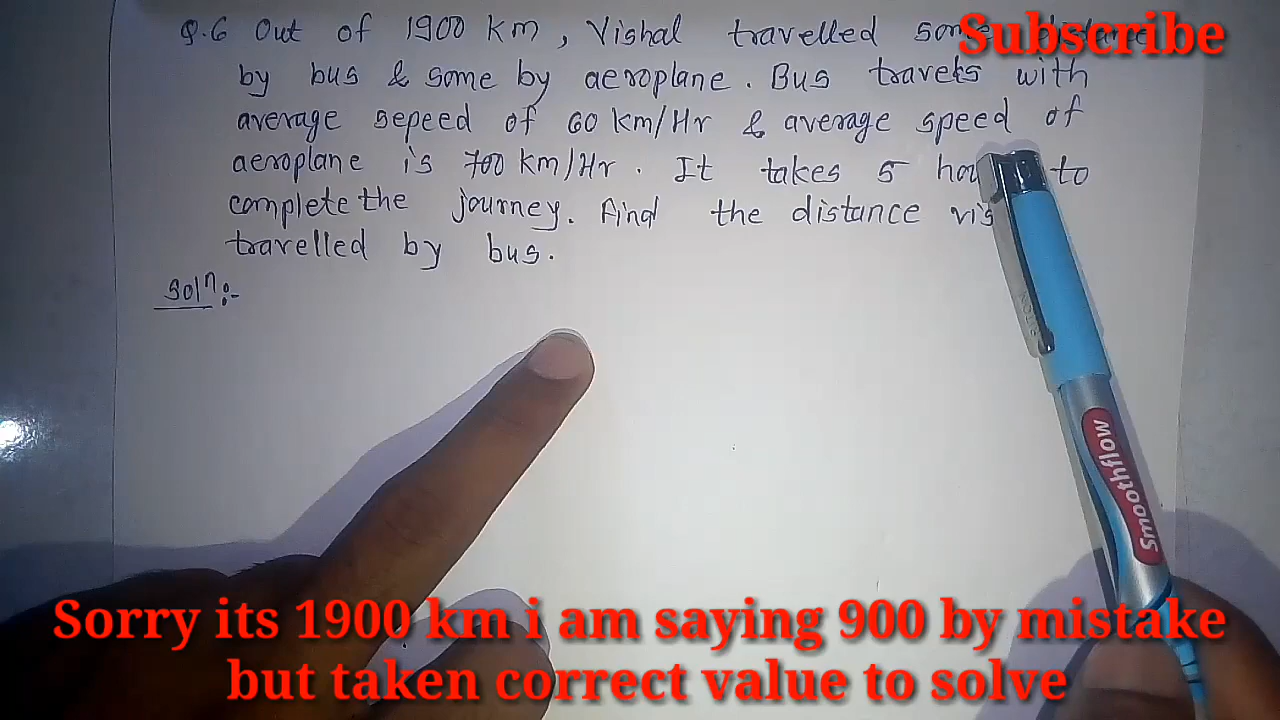 Q.6 Out of 1900 km, Vishal travelled some
Subscribe
by bus & some by aeroplane. Bus travels with
average sepeed of 60 km/Hr & average speed of
aeroplane is 700 km/Hr. It takes 5 to
complete the journey. Find the distance
travelled by bus.
Solⁿ:-
Smoothflow
Sorry its 1900 km i am saying 900 by mistake
but taken correct value to solve